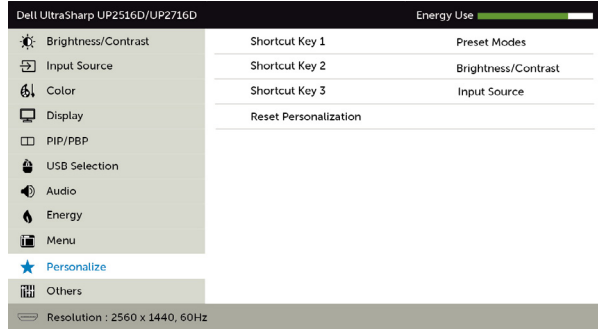 Dell UltraSharp UP2516D/UP2716D Energy Use
Brightness/Contrast Shortcut Key 1 Preset Modes
Input Source Shortcut Key 2 Brightness/Contrast
Color Shortcut Key 3 Input Source
Display Reset Personalization
PIP/PBP
USB Selection
Audio
Energy
Menu
Personalize
Others
Resolution : 2560 x 1440, 60Hz